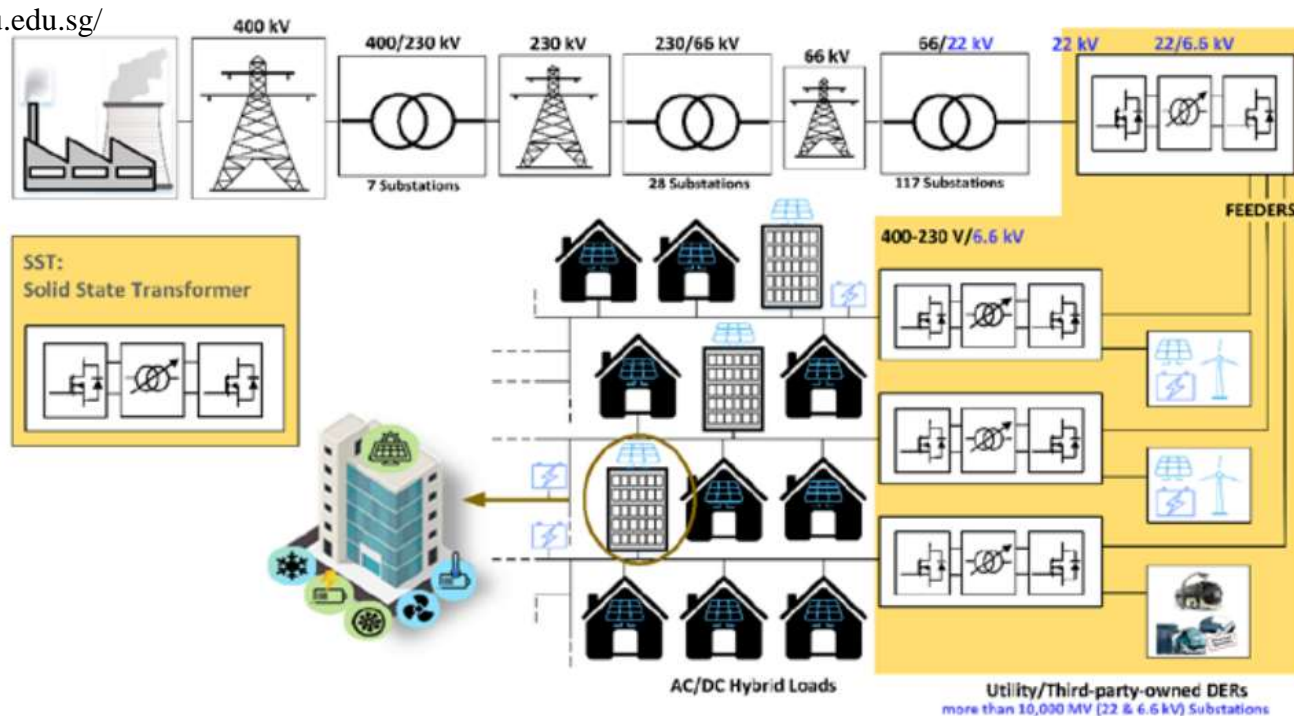 u.edu.sg/
400 kV
400/230 kV
230 kV
230/66 kV
66 kV
66/22 kV
22 kV
22/6.6 kV
7 Substations
28 Substations
117 Substations
FEEDERS
SST:
Solid State Transformer
400-230 V/6.6 kV
AC/DC Hybrid Loads
Utility/Third-party-owned DERs
more than 10,000 MV (22 & 6.6 kV) Substations